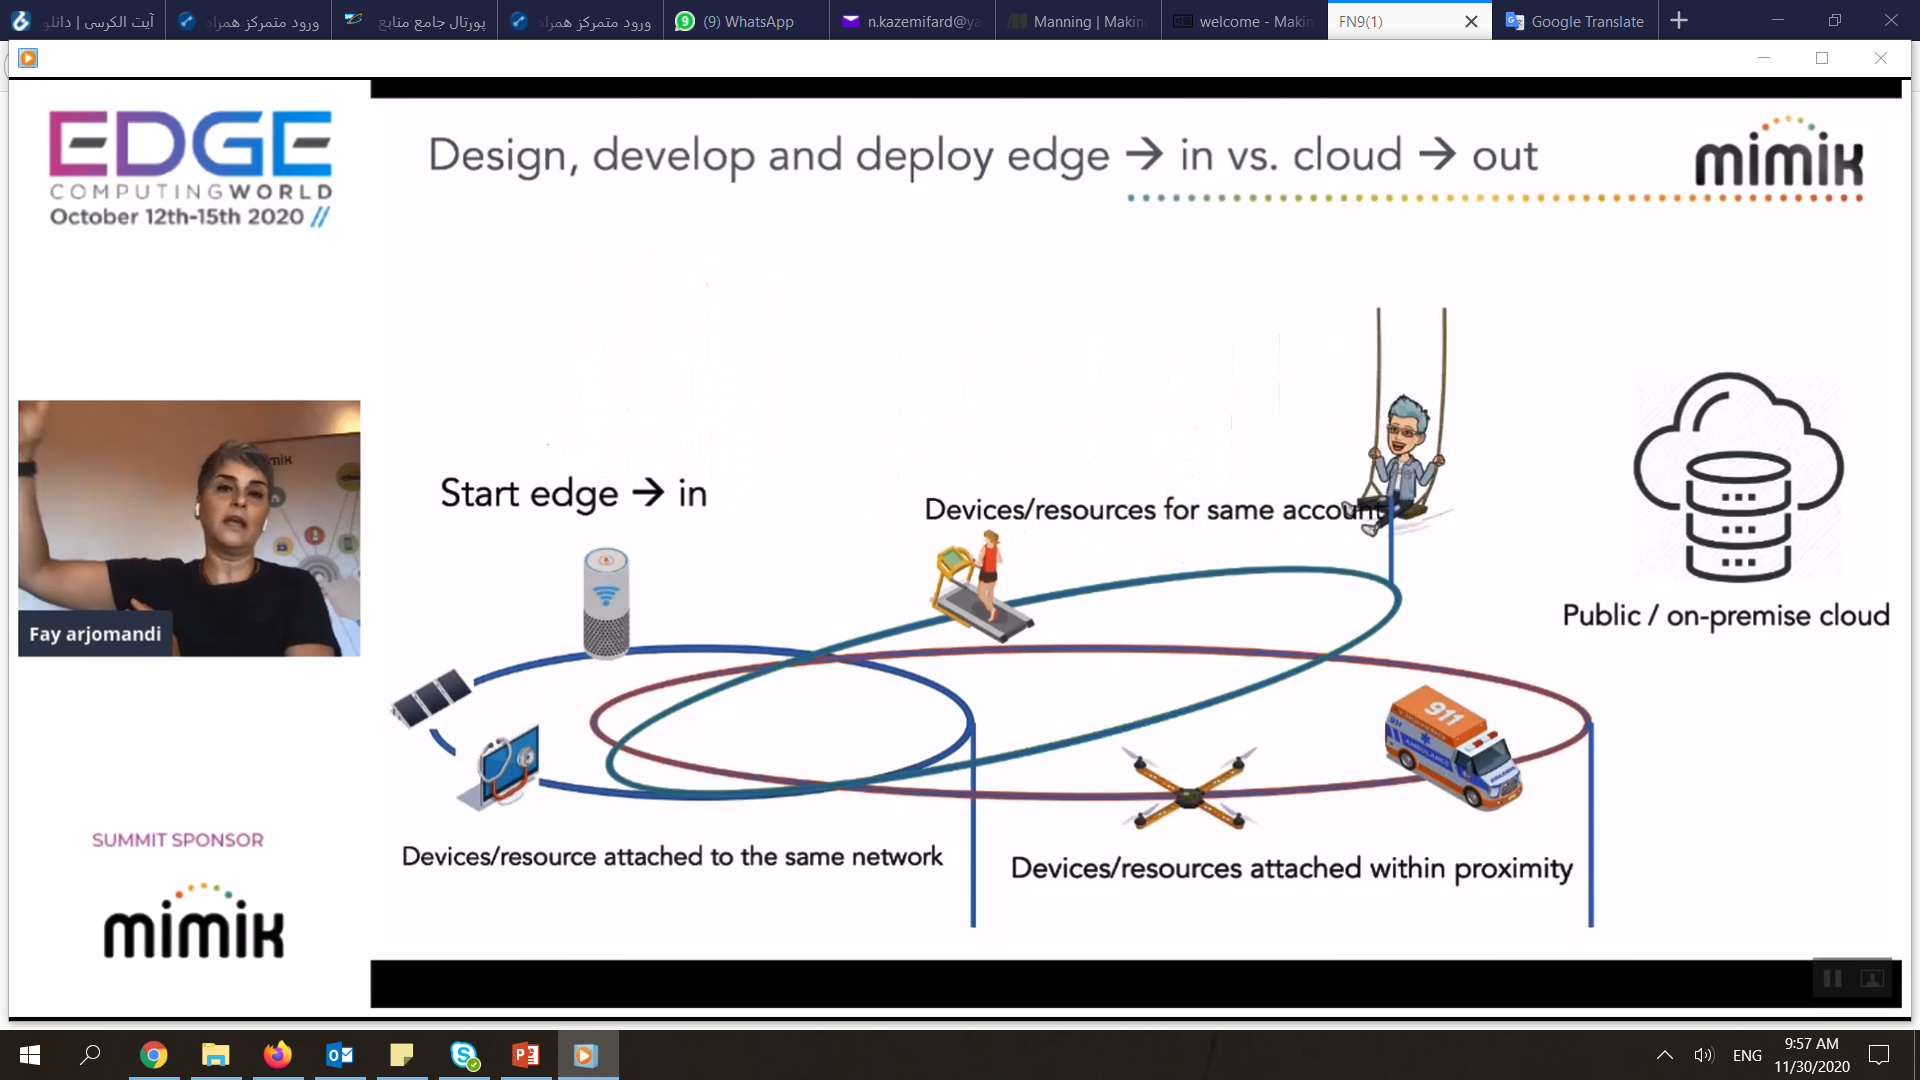 آیت الکرسی | دانلو
ورود متمرکز همراه
پورتال جامع منابع
ورود متمرکز همراه
9
(9) WhatsApp
n.kazemifard@ya
Manning | Makin
welcome - Makin
FN9(1)
Google Translate
EDGE
COMPUTINGWORLD
October 12th-15th 2020 //
Design, develop and deploy edge → in vs. cloud → out
mimik
Start edge → in
Devices/resources for same account
Public / on-premise cloud
Fay arjomandi
911
911
AMBULANCE
Devices/resource attached to the same network
Devices/resources attached within proximity
SUMMIT SPONSOR
mimik
ENG
9:57 AM
11/30/2020